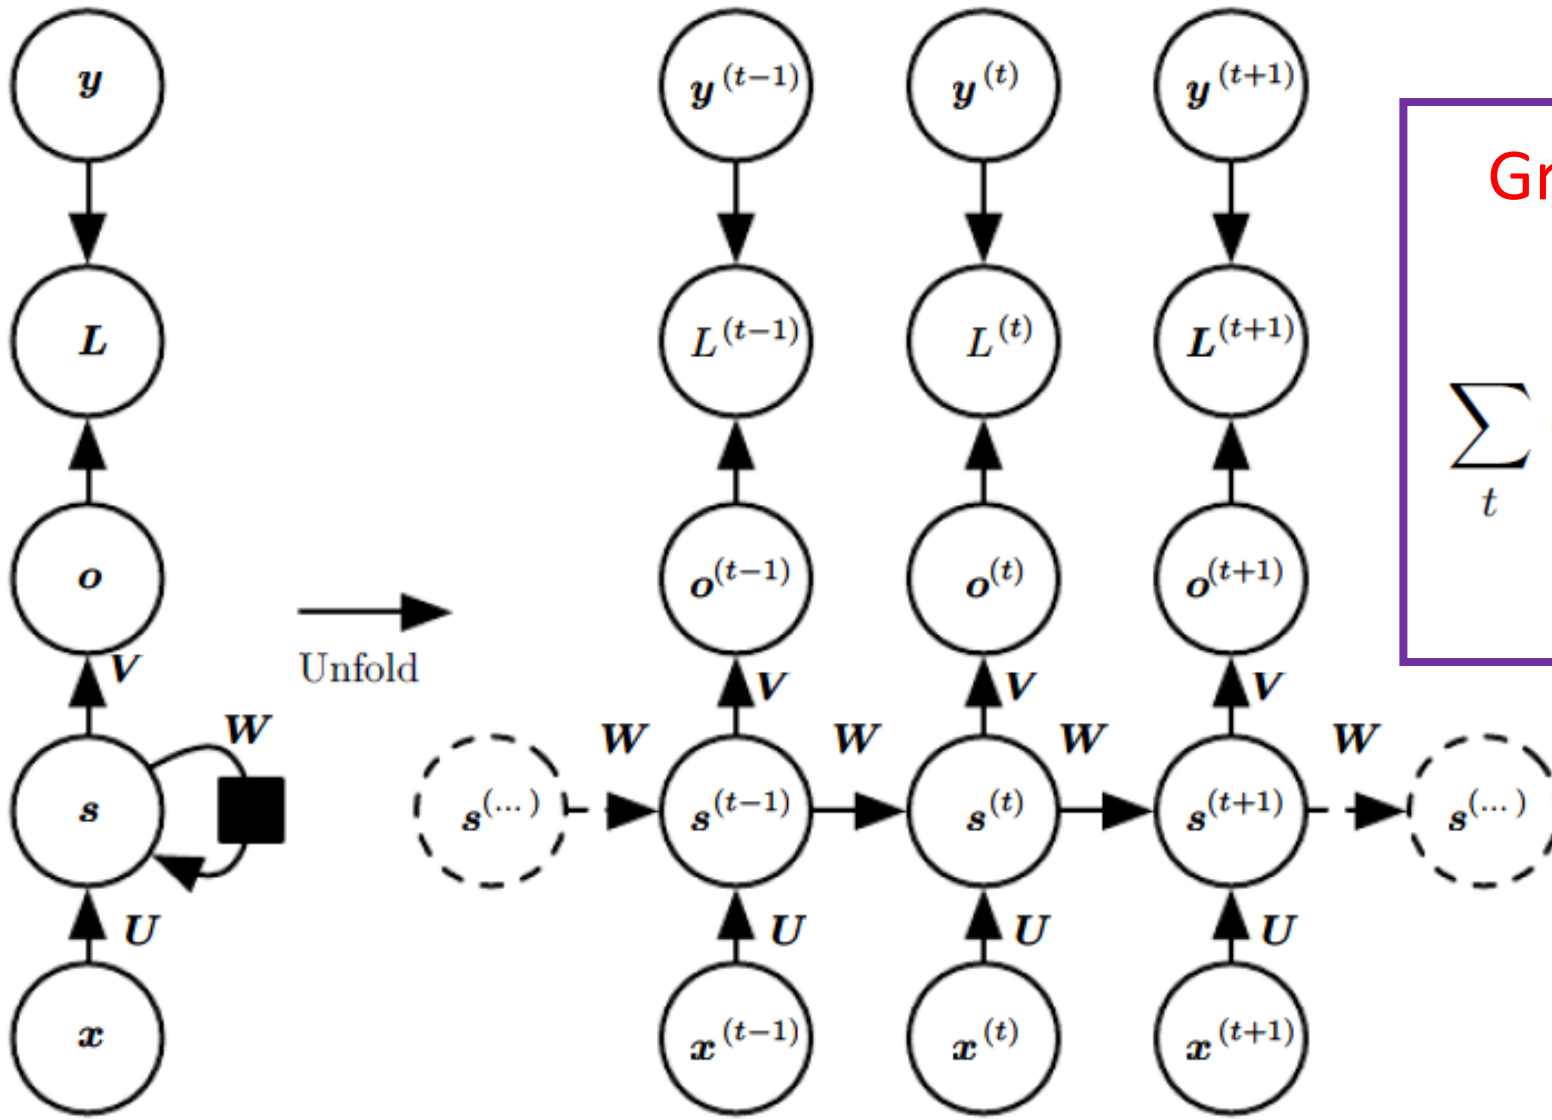 y y^(t−1) y^(t) y^(t+1)
Gr
L L^(t−1) L^(t) L^(t+1)
∑
t
o o^(t−1) o^(t) o^(t+1)
Unfold
V V V V
W W W W W
s s^(...) s^(t−1) s^(t) s^(t+1) s^(...)
U U U U
x x^(t−1) x^(t) x^(t+1)